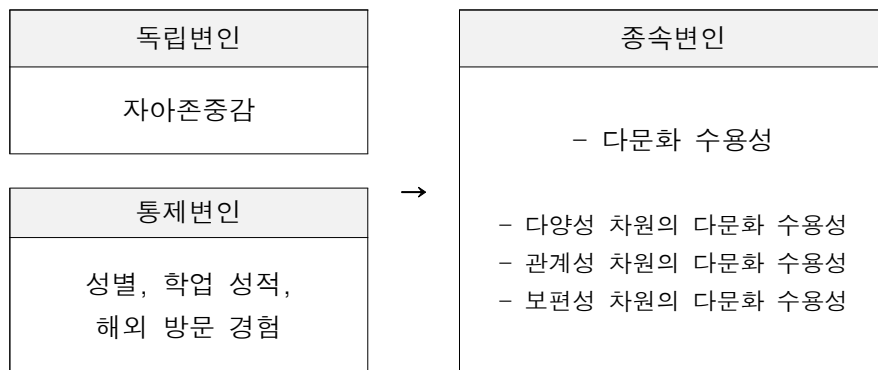 독립변인
자아존중감
통제변인
성별, 학업 성적,
해외 방문 경험
→
종속변인
– 다문화 수용성
– 다양성 차원의 다문화 수용성
– 관계성 차원의 다문화 수용성
– 보편성 차원의 다문화 수용성